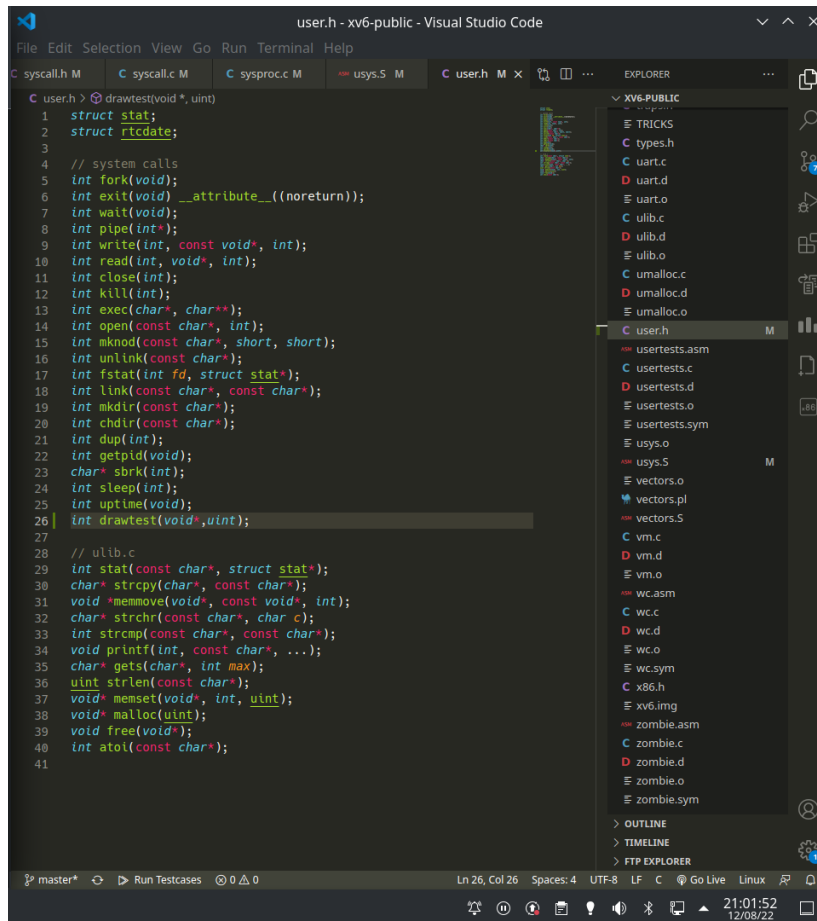 user.h - xv6-public - Visual Studio Code
File Edit Selection View Go Run Terminal Help
C syscall.h M C syscall.c M C sysproc.c M ASM usys.S M C user.h M × ···
EXPLORER ···
C user.h > drawtest(void *, uint)
1 struct stat;
2 struct rtcdate;
3
4 // system calls
5 int fork(void);
6 int exit(void) __attribute__((noreturn));
7 int wait(void);
8 int pipe(int*);
9 int write(int, const void*, int);
10 int read(int, void*, int);
11 int close(int);
12 int kill(int);
13 int exec(char*, char**);
14 int open(const char*, int);
15 int mknod(const char*, short, short);
16 int unlink(const char*);
17 int fstat(int fd, struct stat*);
18 int link(const char*, const char*);
19 int mkdir(const char*);
20 int chdir(const char*);
21 int dup(int);
22 int getpid(void);
23 char* sbrk(int);
24 int sleep(int);
25 int uptime(void);
26 int drawtest(void*,uint);
27
28 // ulib.c
29 int stat(const char*, struct stat*);
30 char* strcpy(char*, const char*);
31 void *memmove(void*, const void*, int);
32 char* strchr(const char*, char c);
33 int strcmp(const char*, const char*);
34 void printf(int, const char*, ...);
35 char* gets(char*, int max);
36 uint strlen(const char*);
37 void* memset(void*, int, uint);
38 void* malloc(uint);
39 void free(void*);
40 int atoi(const char*);
41
XV6-PUBLIC
TRICKS
C types.h
C uart.c
D uart.d
uart.o
C ulib.c
D ulib.d
ulib.o
C umalloc.c
D umalloc.d
umalloc.o
C user.h M
ASM usertests.asm
C usertests.c
D usertests.d
usertests.o
usertests.sym
usys.o
ASM usys.S M
vectors.o
vectors.pl
ASM vectors.S
C vm.c
D vm.d
vm.o
ASM wc.asm
C wc.c
D wc.d
wc.o
wc.sym
C x86.h
xv6.img
ASM zombie.asm
C zombie.c
D zombie.d
zombie.o
zombie.sym
OUTLINE
TIMELINE
FTP EXPLORER
master* Run Testcases 0 0 Ln 26, Col 26 Spaces: 4 UTF-8 LF C Go Live Linux
21:01:52
12/08/22